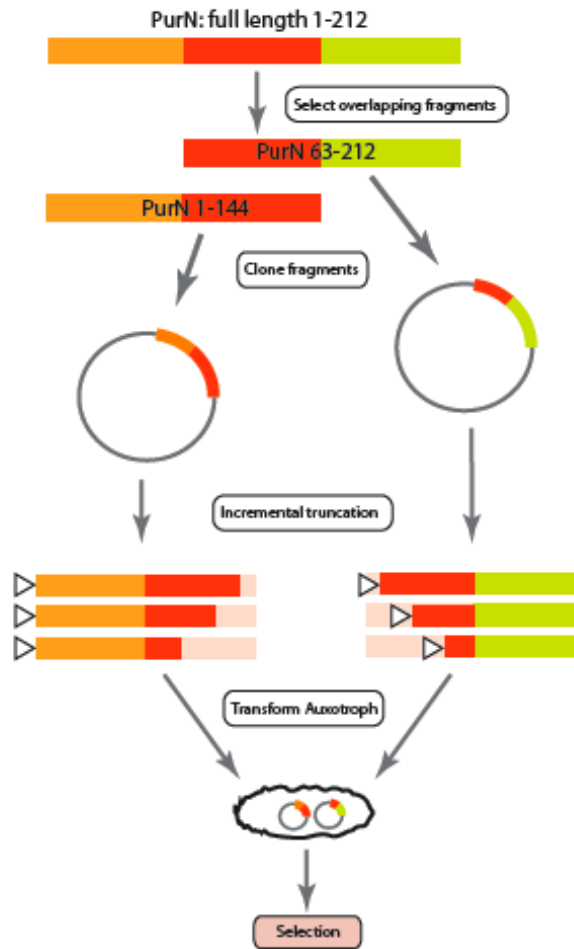 PurN: full length 1-212
Select overlapping fragments
PurN 63-212
PurN 1-144
Clone fragments
Incremental truncation
Transform Auxotroph
Selection